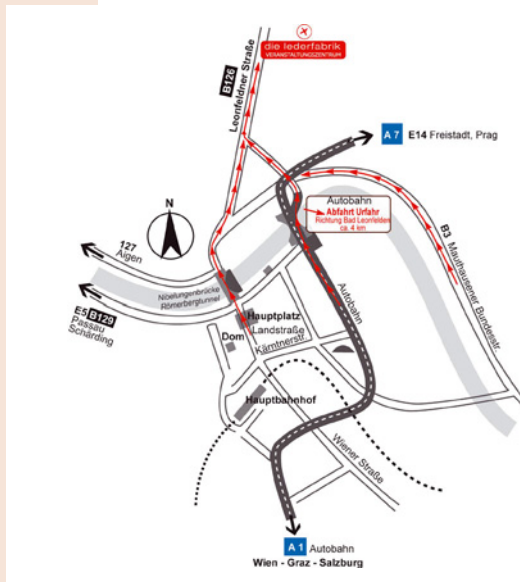 die lederfabrik
VERANSTALTUNGSZENTRUM
B126
Leonfeldner Straße
A 7 E14 Freistadt, Prag
N
Autobahn
Abfahrt Urfahr
Richtung Bad Leonfelden
ca. 4 km
B3 Mauthausener Bundesstr.
127
Aigen
Nibelungenbrücke
Römerbergtunnel
E5 B129
Passau
Schärding
Autobahn
Hauptplatz
Landstraße
Dom
Kärntnerstr.
Hauptbahnhof
Wiener Straße
A 1 Autobahn
Wien - Graz - Salzburg